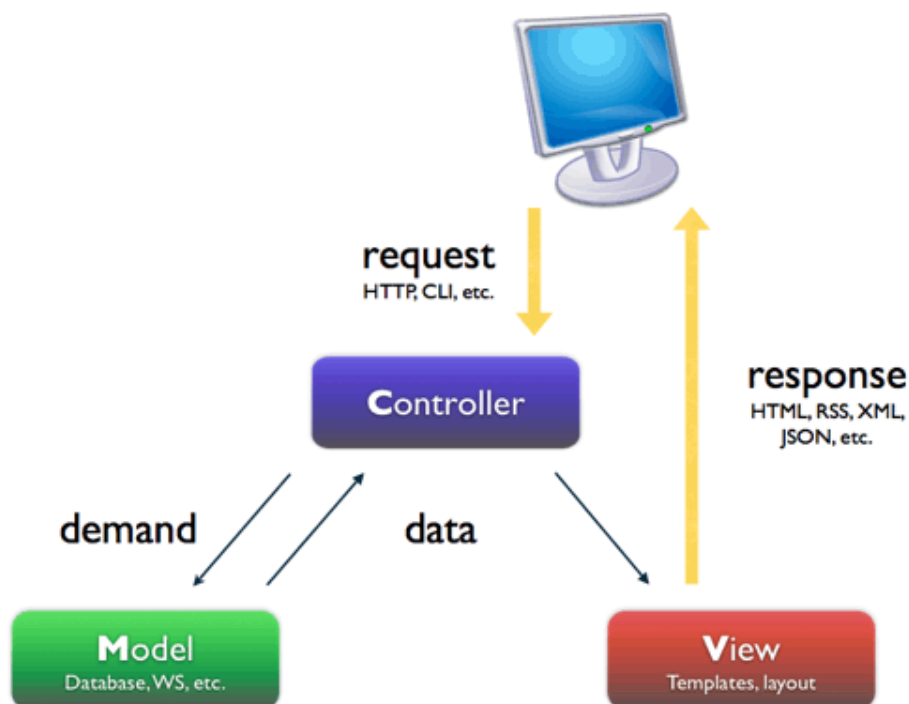 request
HTTP, CLI, etc.
Controller
response
HTML, RSS, XML,
JSON, etc.
demand
data
Model
Database, WS, etc.
View
Templates, layout